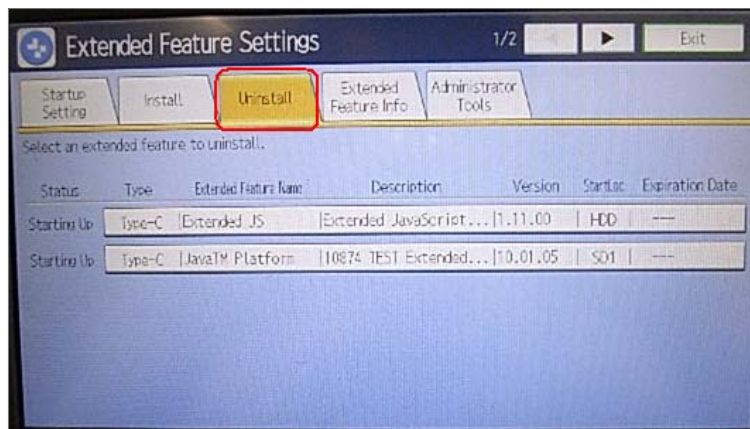 Extended Feature Settings 1/2 Exit
Startup Setting Install Uninstall Extended Feature Info Administrator Tools
Select an extended feature to uninstall.
Status Type Extended Feature Name Description Version StartLoc Expiration Date
Starting Up Type-C |Extended JS |Extended JavaScript...|1.11.00 | HDD | ---
Starting Up Type-C |JavaTM Platform |10874 TEST Extended...|10.01.05 | SD1 | ---